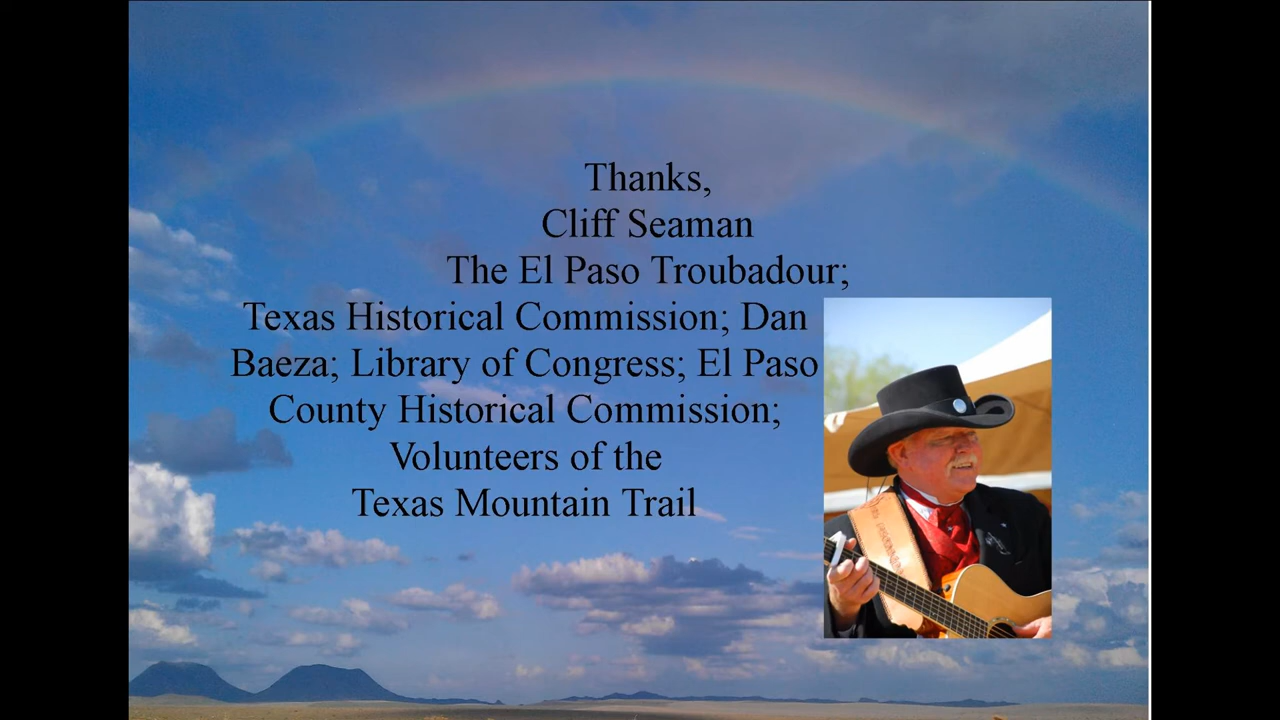 Thanks,
Cliff Seaman
The El Paso Troubadour;
Texas Historical Commission; Dan
Baeza; Library of Congress; El Paso
County Historical Commission;
Volunteers of the
Texas Mountain Trail